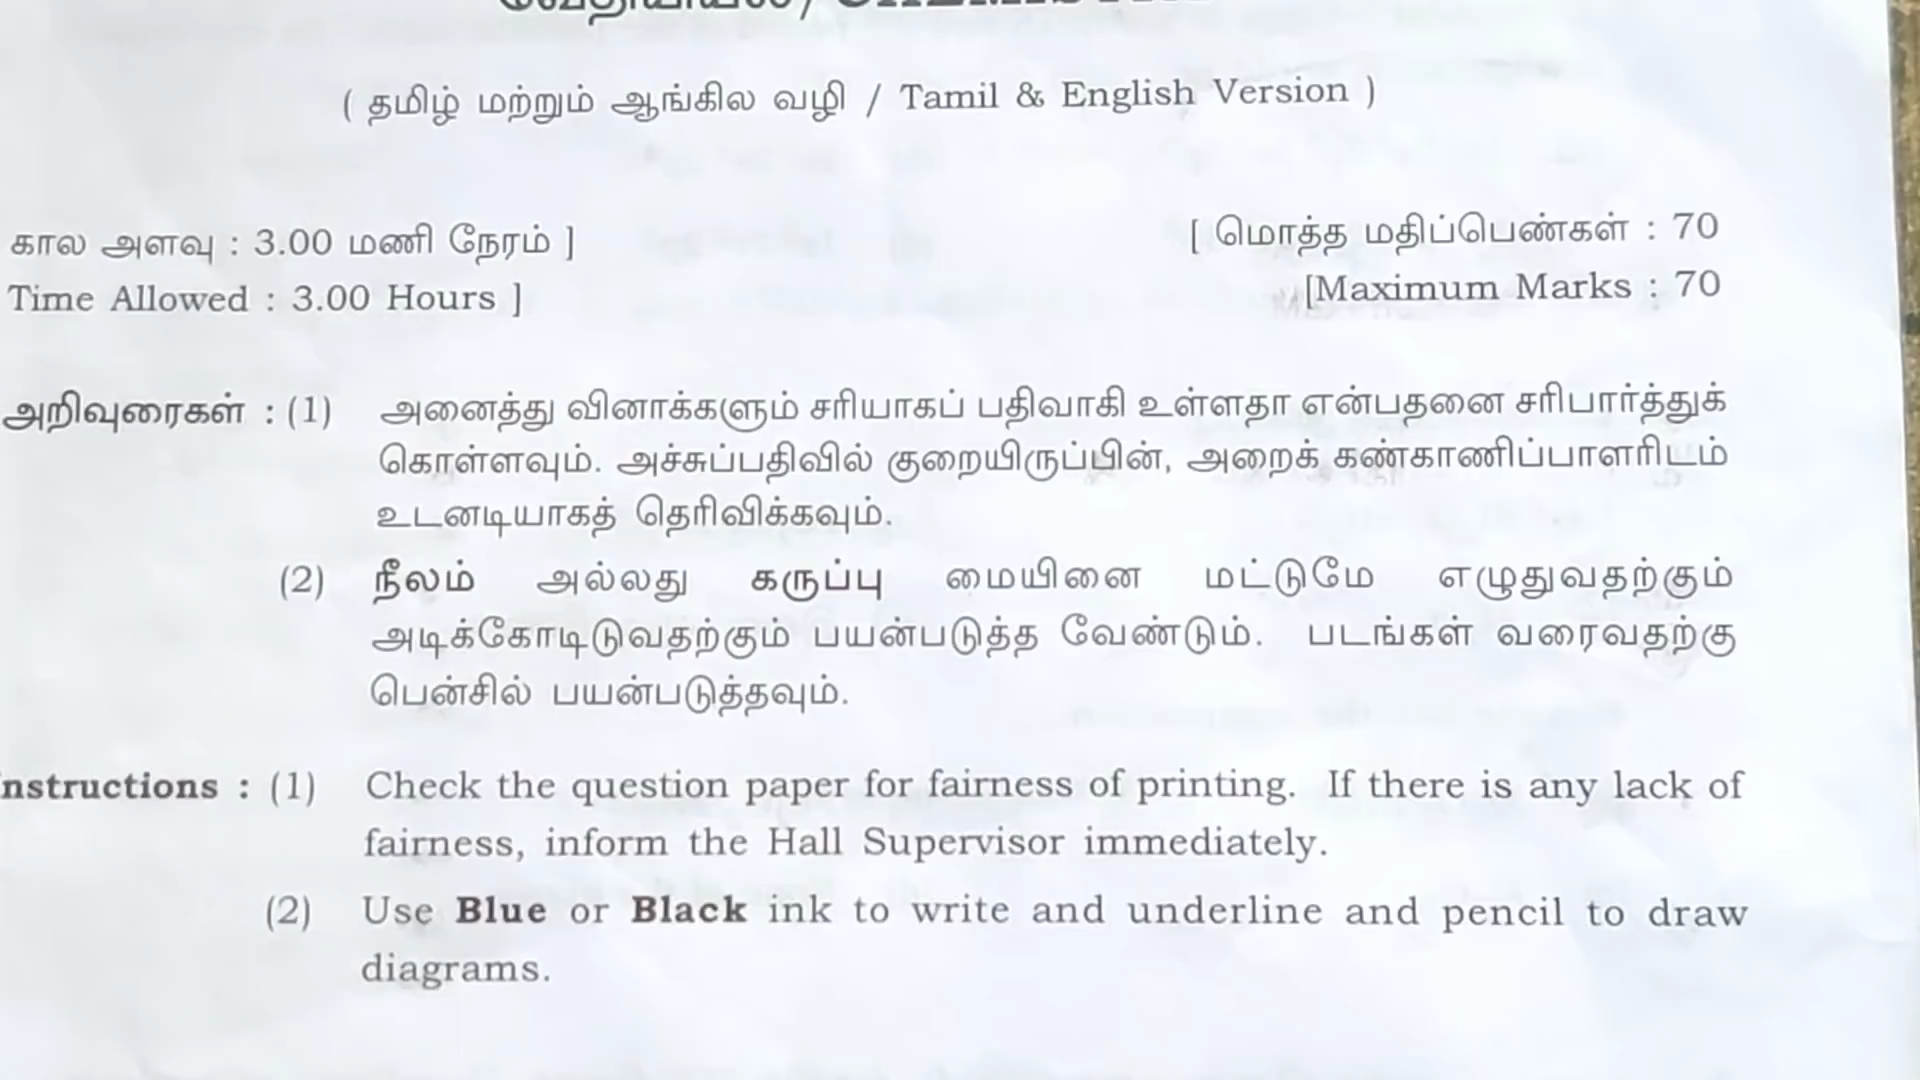 ( தமிழ் மற்றும் ஆங்கில வழி / Tamil & English Version )
கால அளவு : 3.00 மணி நேரம் ] [ மொத்த மதிப்பெண்கள் : 70
Time Allowed : 3.00 Hours ] [Maximum Marks : 70
அறிவுரைகள் : (1) அனைத்து வினாக்களும் சரியாகப் பதிவாகி உள்ளதா என்பதனை சரிபார்த்துக்
கொள்ளவும். அச்சுப்பதிவில் குறையிருப்பின், அறைக் கண்காணிப்பாளரிடம்
உடனடியாகத் தெரிவிக்கவும்.
(2) நீலம் அல்லது கருப்பு மையினை மட்டுமே எழுதுவதற்கும்
அடிக்கோடிடுவதற்கும் பயன்படுத்த வேண்டும். படங்கள் வரைவதற்கு
பென்சில் பயன்படுத்தவும்.
nstructions : (1) Check the question paper for fairness of printing. If there is any lack of
fairness, inform the Hall Supervisor immediately.
(2) Use Blue or Black ink to write and underline and pencil to draw
diagrams.